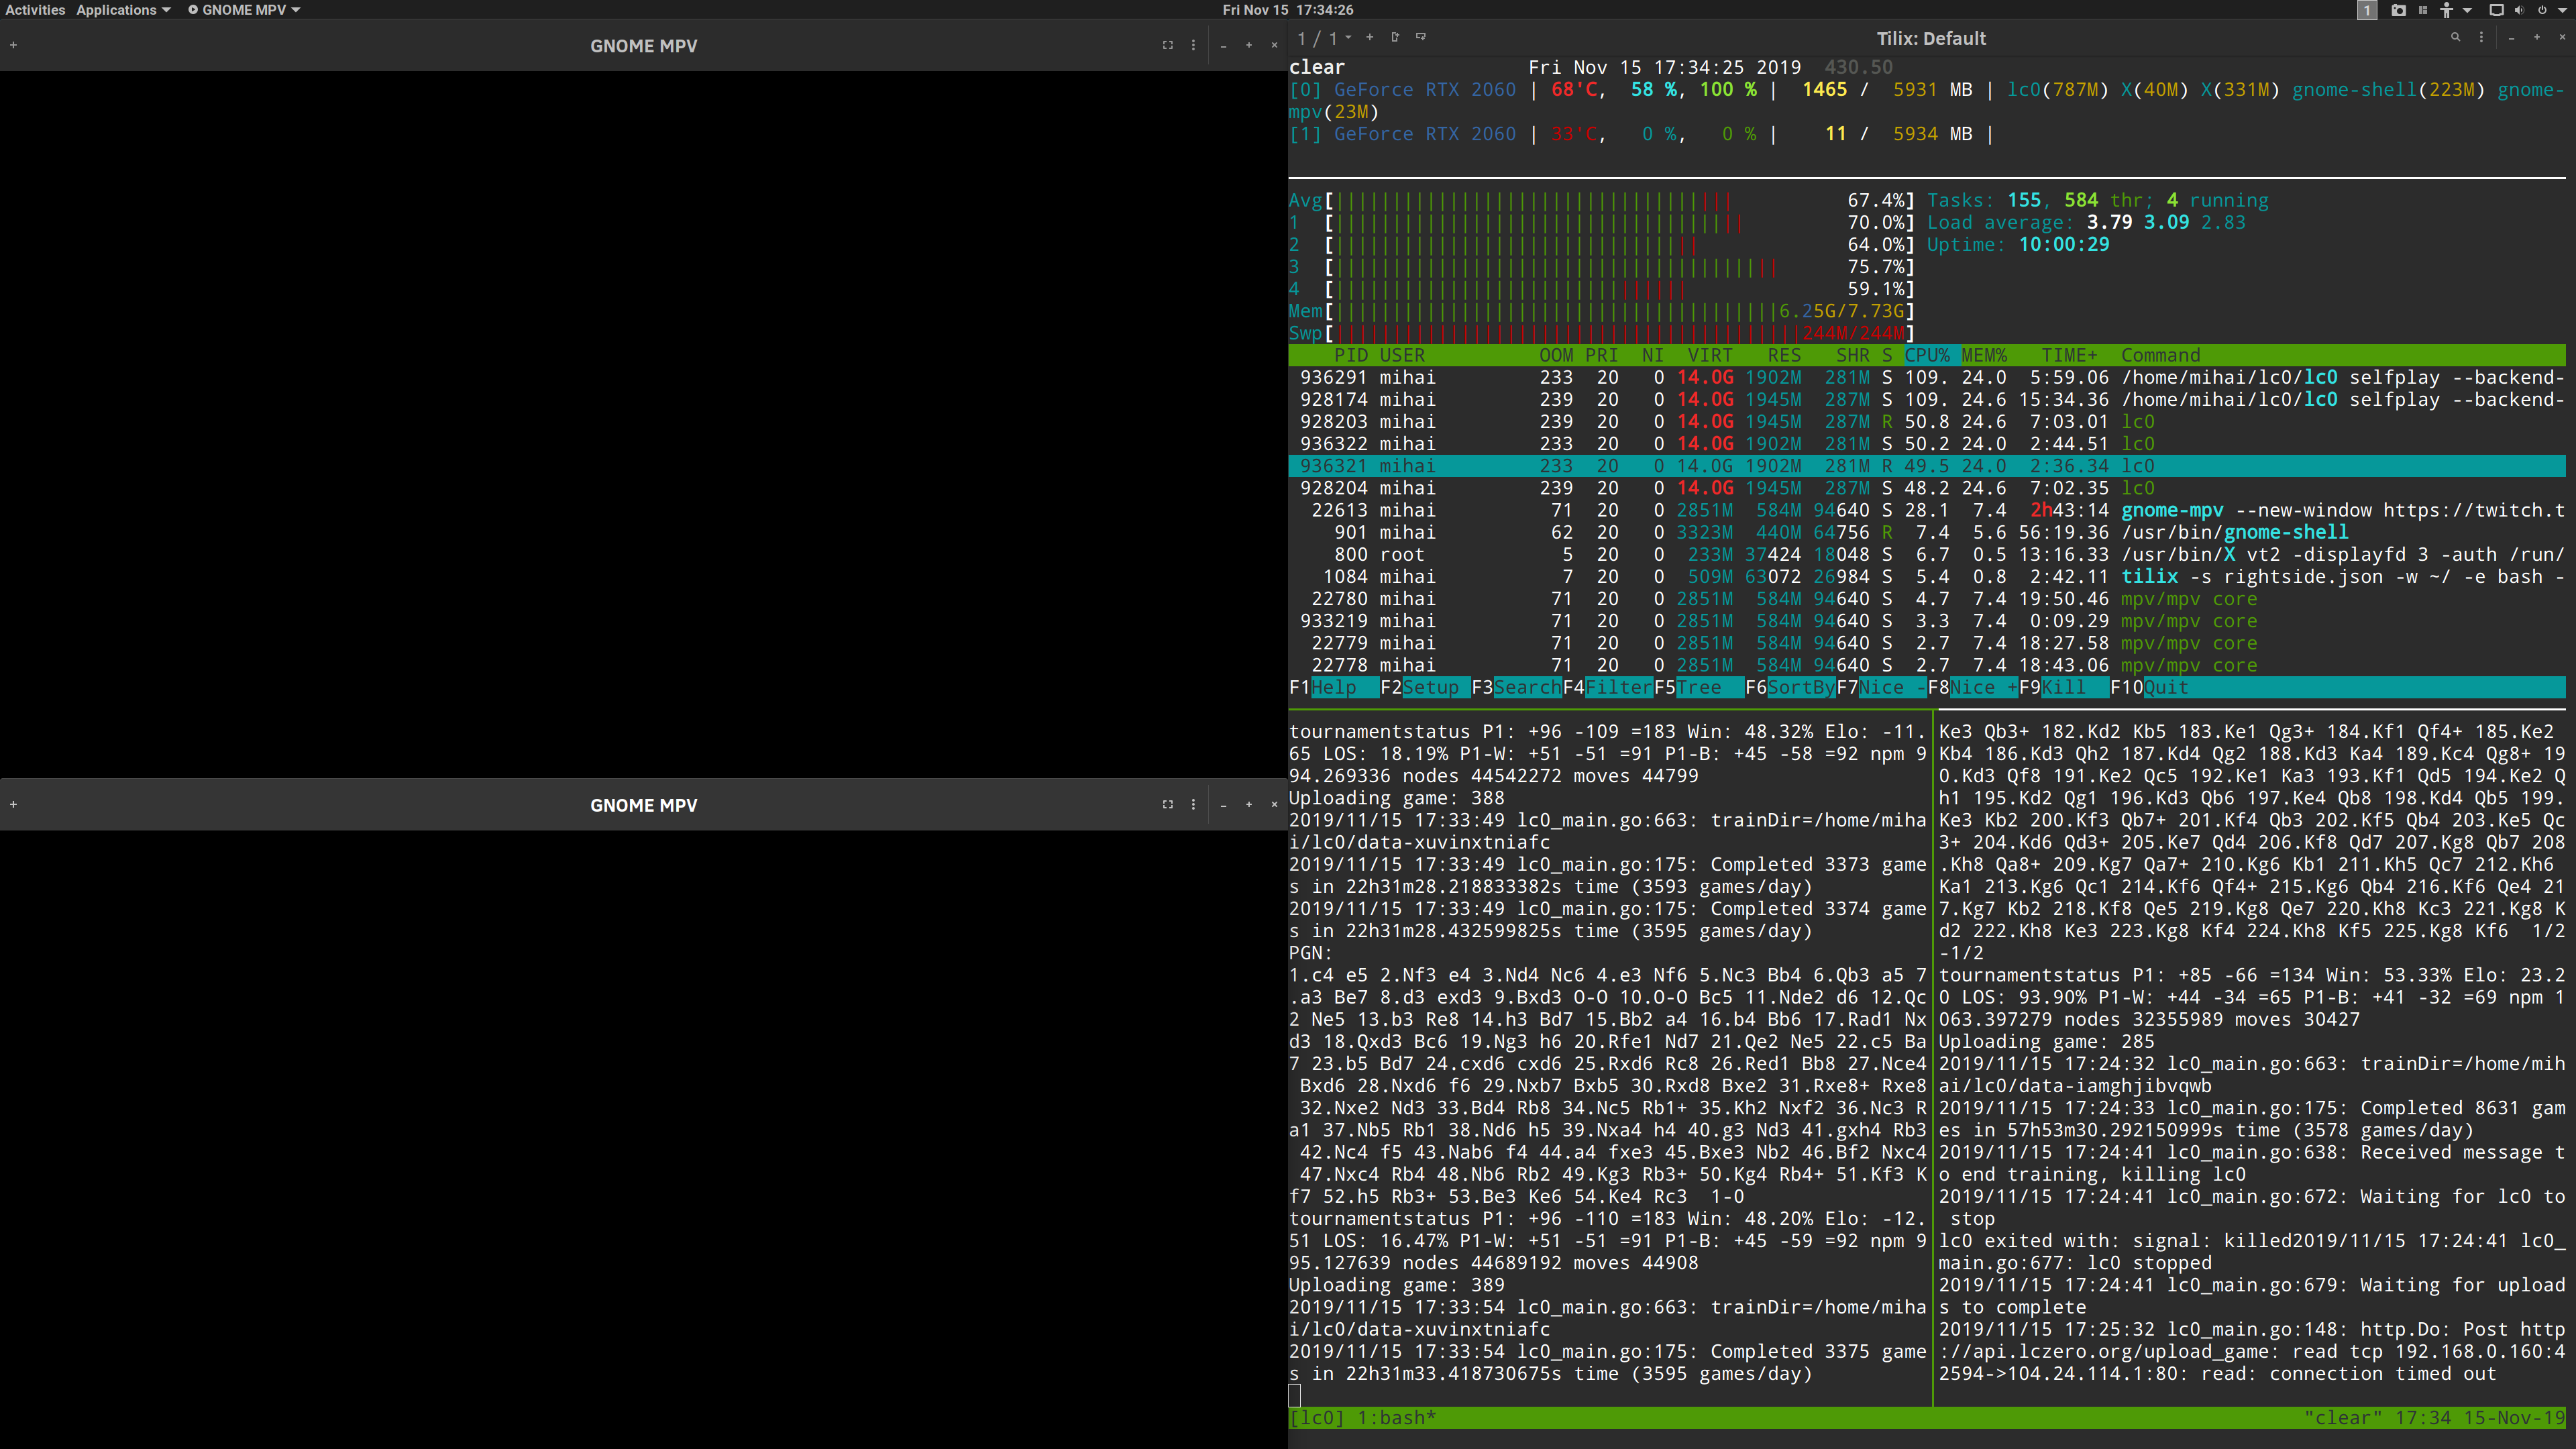 Activities Applications GNOME MPV Fri Nov 15 17:34:26 1
GNOME MPV
GNOME MPV
1 / 1 Tilix: Default
clear Fri Nov 15 17:34:25 2019 430.50
[0] GeForce RTX 2060 | 68'C, 58 %, 100 % | 1465 / 5931 MB | lc0(787M) X(40M) X(331M) gnome-shell(223M) gnome-
mpv(23M)
[1] GeForce RTX 2060 | 33'C, 0 %, 0 % | 11 / 5934 MB |
Avg[ 67.4%] Tasks: 155, 584 thr; 4 running
1 [ 70.0%] Load average: 3.79 3.09 2.83
2 [ 64.0%] Uptime: 10:00:29
3 [ 75.7%]
4 [ 59.1%]
Mem[ 6.25G/7.73G]
Swp[ 244M/244M]
PID USER OOM PRI NI VIRT RES SHR S CPU% MEM% TIME+ Command
936291 mihai 233 20 0 14.0G 1902M 281M S 109. 24.0 5:59.06 /home/mihai/lc0/lc0 selfplay --backend-
928174 mihai 239 20 0 14.0G 1945M 287M S 109. 24.6 15:34.36 /home/mihai/lc0/lc0 selfplay --backend-
928203 mihai 239 20 0 14.0G 1945M 287M R 50.8 24.6 7:03.01 lc0
936322 mihai 233 20 0 14.0G 1902M 281M S 50.2 24.0 2:44.51 lc0
936321 mihai 233 20 0 14.0G 1902M 281M R 49.5 24.0 2:36.34 lc0
928204 mihai 239 20 0 14.0G 1945M 287M S 48.2 24.6 7:02.35 lc0
22613 mihai 71 20 0 2851M 584M 94640 S 28.1 7.4 2h43:14 gnome-mpv --new-window https://twitch.t
901 mihai 62 20 0 3323M 440M 64756 R 7.4 5.6 56:19.36 /usr/bin/gnome-shell
800 root 5 20 0 233M 37424 18048 S 6.7 0.5 13:16.33 /usr/bin/X vt2 -displayfd 3 -auth /run/
1084 mihai 7 20 0 509M 63072 26984 S 5.4 0.8 2:42.11 tilix -s rightside.json -w ~/ -e bash -
22780 mihai 71 20 0 2851M 584M 94640 S 4.7 7.4 19:50.46 mpv/mpv core
933219 mihai 71 20 0 2851M 584M 94640 S 3.3 7.4 0:09.29 mpv/mpv core
22779 mihai 71 20 0 2851M 584M 94640 S 2.7 7.4 18:27.58 mpv/mpv core
22778 mihai 71 20 0 2851M 584M 94640 S 2.7 7.4 18:43.06 mpv/mpv core
F1Help F2Setup F3SearchF4FilterF5Tree F6SortByF7Nice -F8Nice +F9Kill F10Quit
tournamentstatus P1: +96 -109 =183 Win: 48.32% Elo: -11.
65 LOS: 18.19% P1-W: +51 -51 =91 P1-B: +45 -58 =92 npm 9
94.269336 nodes 44542272 moves 44799
Uploading game: 388
2019/11/15 17:33:49 lc0_main.go:663: trainDir=/home/miha
i/lc0/data-xuvinxtniafc
2019/11/15 17:33:49 lc0_main.go:175: Completed 3373 game
s in 22h31m28.218833382s time (3593 games/day)
2019/11/15 17:33:49 lc0_main.go:175: Completed 3374 game
s in 22h31m28.432599825s time (3595 games/day)
PGN:
1.c4 e5 2.Nf3 e4 3.Nd4 Nc6 4.e3 Nf6 5.Nc3 Bb4 6.Qb3 a5 7
.a3 Be7 8.d3 exd3 9.Bxd3 O-O 10.O-O Bc5 11.Nde2 d6 12.Qc
2 Ne5 13.b3 Re8 14.h3 Bd7 15.Bb2 a4 16.b4 Bb6 17.Rad1 Nx
d3 18.Qxd3 Bc6 19.Ng3 h6 20.Rfe1 Nd7 21.Qe2 Ne5 22.c5 Ba
7 23.b5 Bd7 24.cxd6 cxd6 25.Rxd6 Rc8 26.Red1 Bb8 27.Nce4
Bxd6 28.Nxd6 f6 29.Nxb7 Bxb5 30.Rxd8 Bxe2 31.Rxe8+ Rxe8
32.Nxe2 Nd3 33.Bd4 Rb8 34.Nc5 Rb1+ 35.Kh2 Nxf2 36.Nc3 R
a1 37.Nb5 Rb1 38.Nd6 h5 39.Nxa4 h4 40.g3 Nd3 41.gxh4 Rb3
42.Nc4 f5 43.Nab6 f4 44.a4 fxe3 45.Bxe3 Nb2 46.Bf2 Nxc4
47.Nxc4 Rb4 48.Nb6 Rb2 49.Kg3 Rb3+ 50.Kg4 Rb4+ 51.Kf3 K
f7 52.h5 Rb3+ 53.Be3 Ke6 54.Ke4 Rc3 1-0
tournamentstatus P1: +96 -110 =183 Win: 48.20% Elo: -12.
51 LOS: 16.47% P1-W: +51 -51 =91 P1-B: +45 -59 =92 npm 9
95.127639 nodes 44689192 moves 44908
Uploading game: 389
2019/11/15 17:33:54 lc0_main.go:663: trainDir=/home/miha
i/lc0/data-xuvinxtniafc
2019/11/15 17:33:54 lc0_main.go:175: Completed 3375 game
s in 22h31m33.418730675s time (3595 games/day)
Ke3 Qb3+ 182.Kd2 Kb5 183.Ke1 Qg3+ 184.Kf1 Qf4+ 185.Ke2
Kb4 186.Kd3 Qh2 187.Kd4 Qg2 188.Kd3 Ka4 189.Kc4 Qg8+ 19
0.Kd3 Qf8 191.Ke2 Qc5 192.Ke1 Ka3 193.Kf1 Qd5 194.Ke2 Q
h1 195.Kd2 Qg1 196.Kd3 Qb6 197.Ke4 Qb8 198.Kd4 Qb5 199.
Ke3 Kb2 200.Kf3 Qb7+ 201.Kf4 Qb3 202.Kf5 Qb4 203.Ke5 Qc
3+ 204.Kd6 Qd3+ 205.Ke7 Qd4 206.Kf8 Qd7 207.Kg8 Qb7 208
.Kh8 Qa8+ 209.Kg7 Qa7+ 210.Kg6 Kb1 211.Kh5 Qc7 212.Kh6
Ka1 213.Kg6 Qc1 214.Kf6 Qf4+ 215.Kg6 Qb4 216.Kf6 Qe4 21
7.Kg7 Kb2 218.Kf8 Qe5 219.Kg8 Qe7 220.Kh8 Kc3 221.Kg8 K
d2 222.Kh8 Ke3 223.Kg8 Kf4 224.Kh8 Kf5 225.Kg8 Kf6 1/2
-1/2
tournamentstatus P1: +85 -66 =134 Win: 53.33% Elo: 23.2
0 LOS: 93.90% P1-W: +44 -34 =65 P1-B: +41 -32 =69 npm 1
063.397279 nodes 32355989 moves 30427
Uploading game: 285
2019/11/15 17:24:32 lc0_main.go:663: trainDir=/home/mih
ai/lc0/data-iamghjibvqwb
2019/11/15 17:24:33 lc0_main.go:175: Completed 8631 gam
es in 57h53m30.292150999s time (3578 games/day)
2019/11/15 17:24:41 lc0_main.go:638: Received message t
o end training, killing lc0
2019/11/15 17:24:41 lc0_main.go:672: Waiting for lc0 to
stop
lc0 exited with: signal: killed2019/11/15 17:24:41 lc0_
main.go:677: lc0 stopped
2019/11/15 17:24:41 lc0_main.go:679: Waiting for upload
s to complete
2019/11/15 17:25:32 lc0_main.go:148: http.Do: Post http
://api.lczero.org/upload_game: read tcp 192.168.0.160:4
2594->104.24.114.1:80: read: connection timed out
[lc0] 1:bash* "clear" 17:34 15-Nov-19